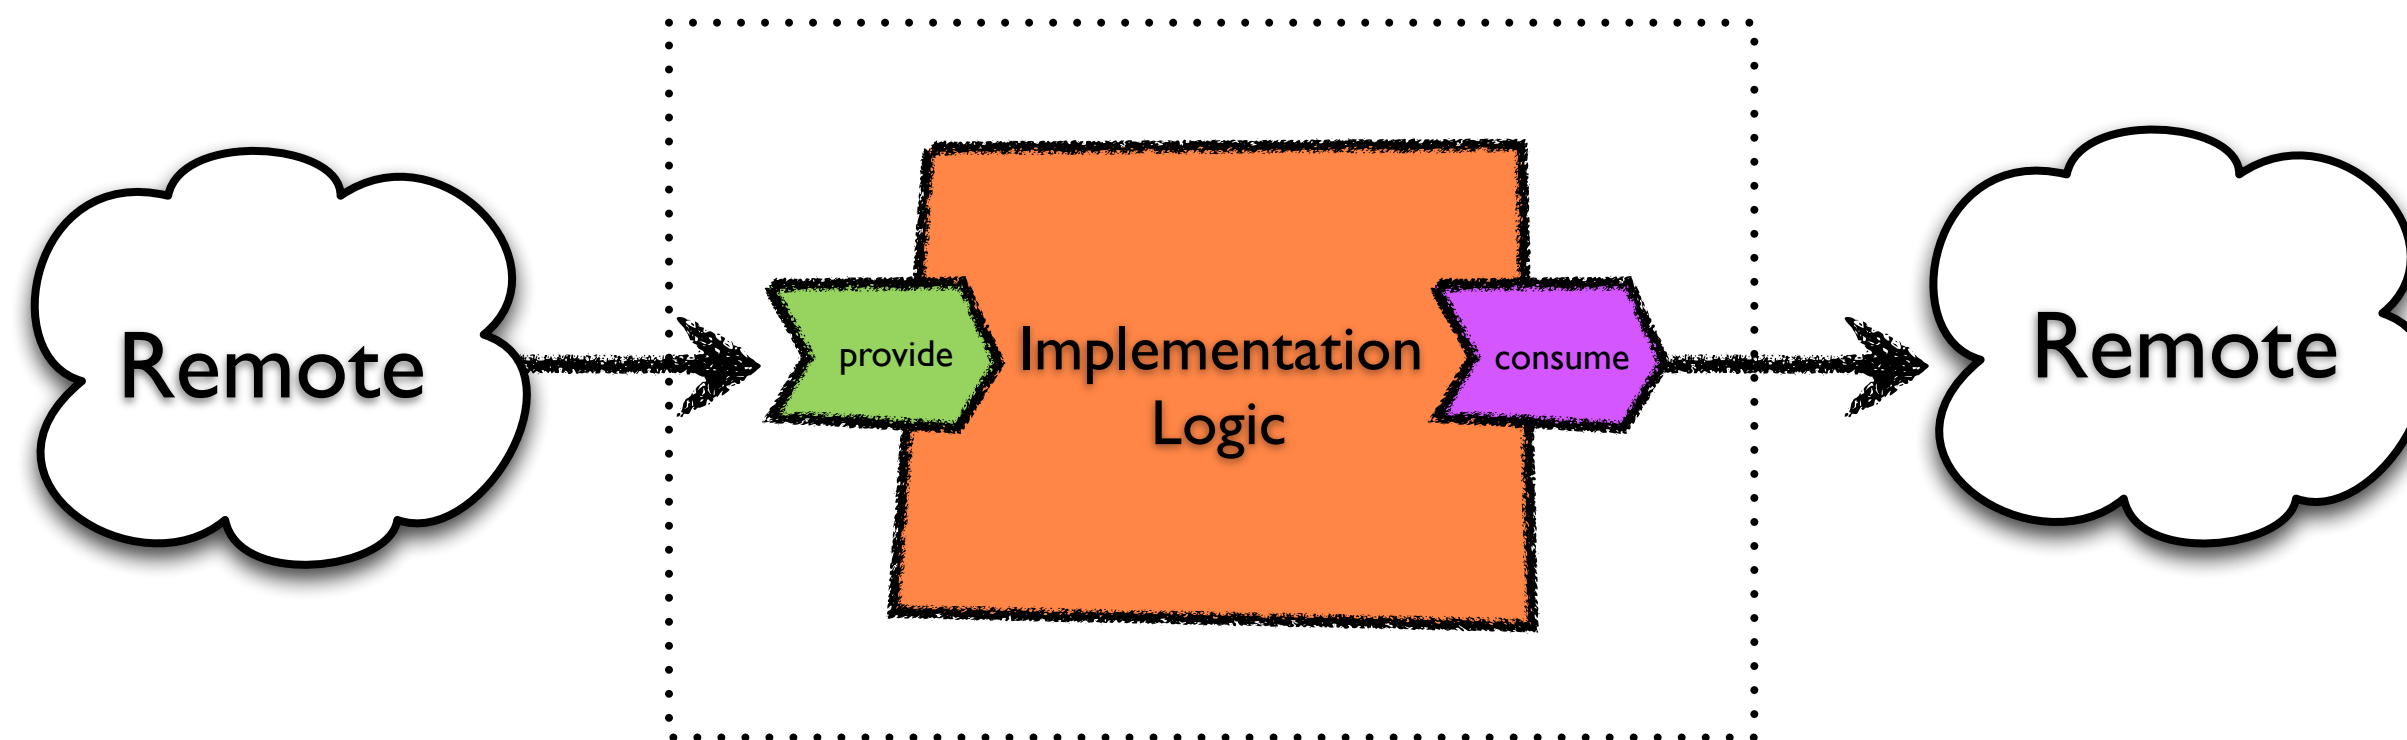 Remote
provide
Implementation
Logic
consume
Remote